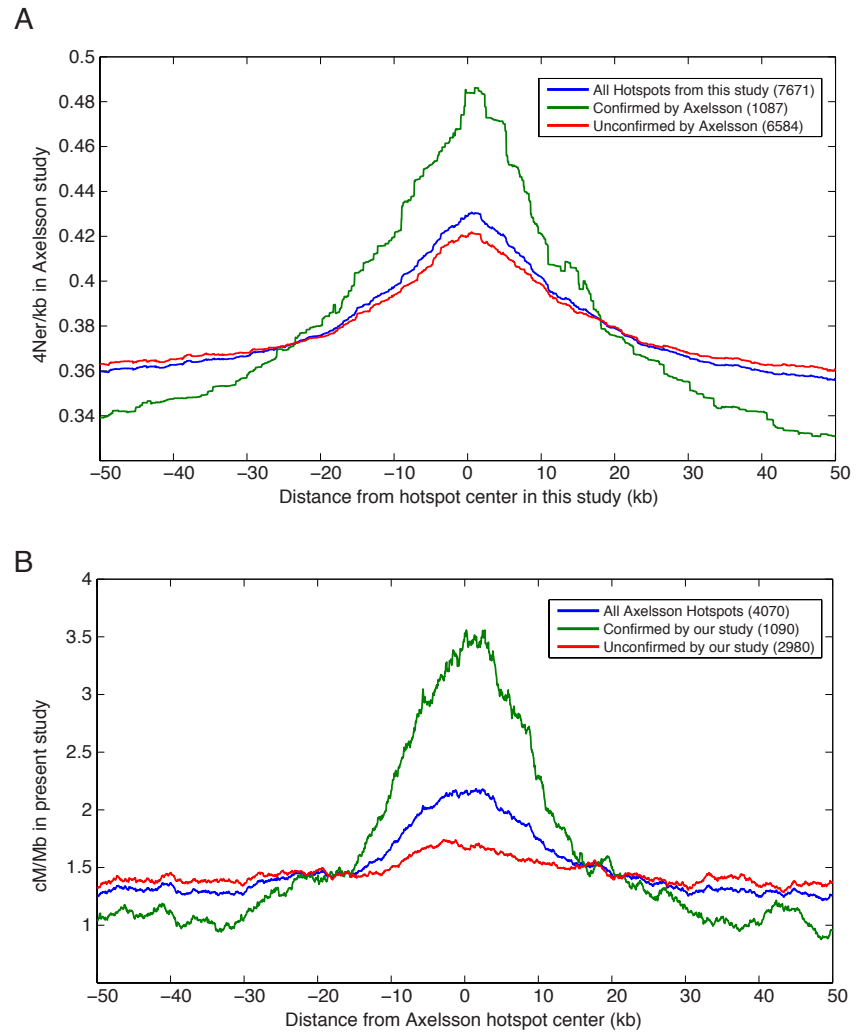 A
0.5
0.48
0.46
0.44
0.42
0.4
0.38
0.36
0.34
4Ner/kb in Axelsson study
All Hotspots from this study (7671)
Confirmed by Axelsson (1087)
Unconfirmed by Axelsson (6584)
−50 −40 −30 −20 −10 0 10 20 30 40 50
Distance from hotspot center in this study (kb)
B
4
3.5
3
2.5
2
1.5
1
cM/Mb in present study
All Axelsson Hotspots (4070)
Confirmed by our study (1090)
Unconfirmed by our study (2980)
−50 −40 −30 −20 −10 0 10 20 30 40 50
Distance from Axelsson hotspot center (kb)